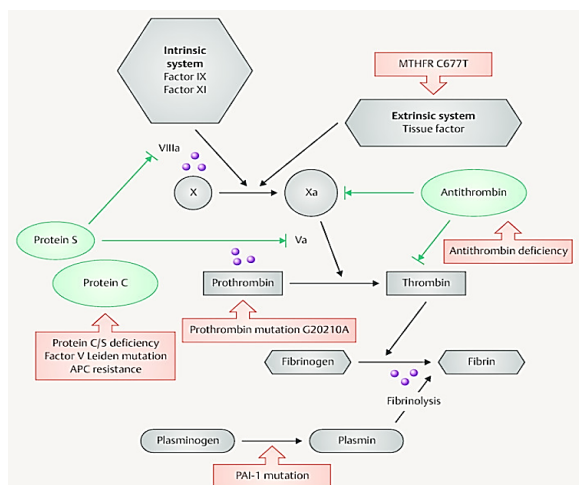 Intrinsic
system
Factor IX
Factor XI
MTHFR C677T
Extrinsic system
Tissue factor
VIIIa
X
Xa
Antithrombin
Protein S
Va
Antithrombin deficiency
Protein C
Prothrombin
Thrombin
Prothrombin mutation G20210A
Protein C/S deficiency
Factor V Leiden mutation
APC resistance
Fibrinogen
Fibrin
Fibrinolysis
Plasminogen
Plasmin
PAI-1 mutation